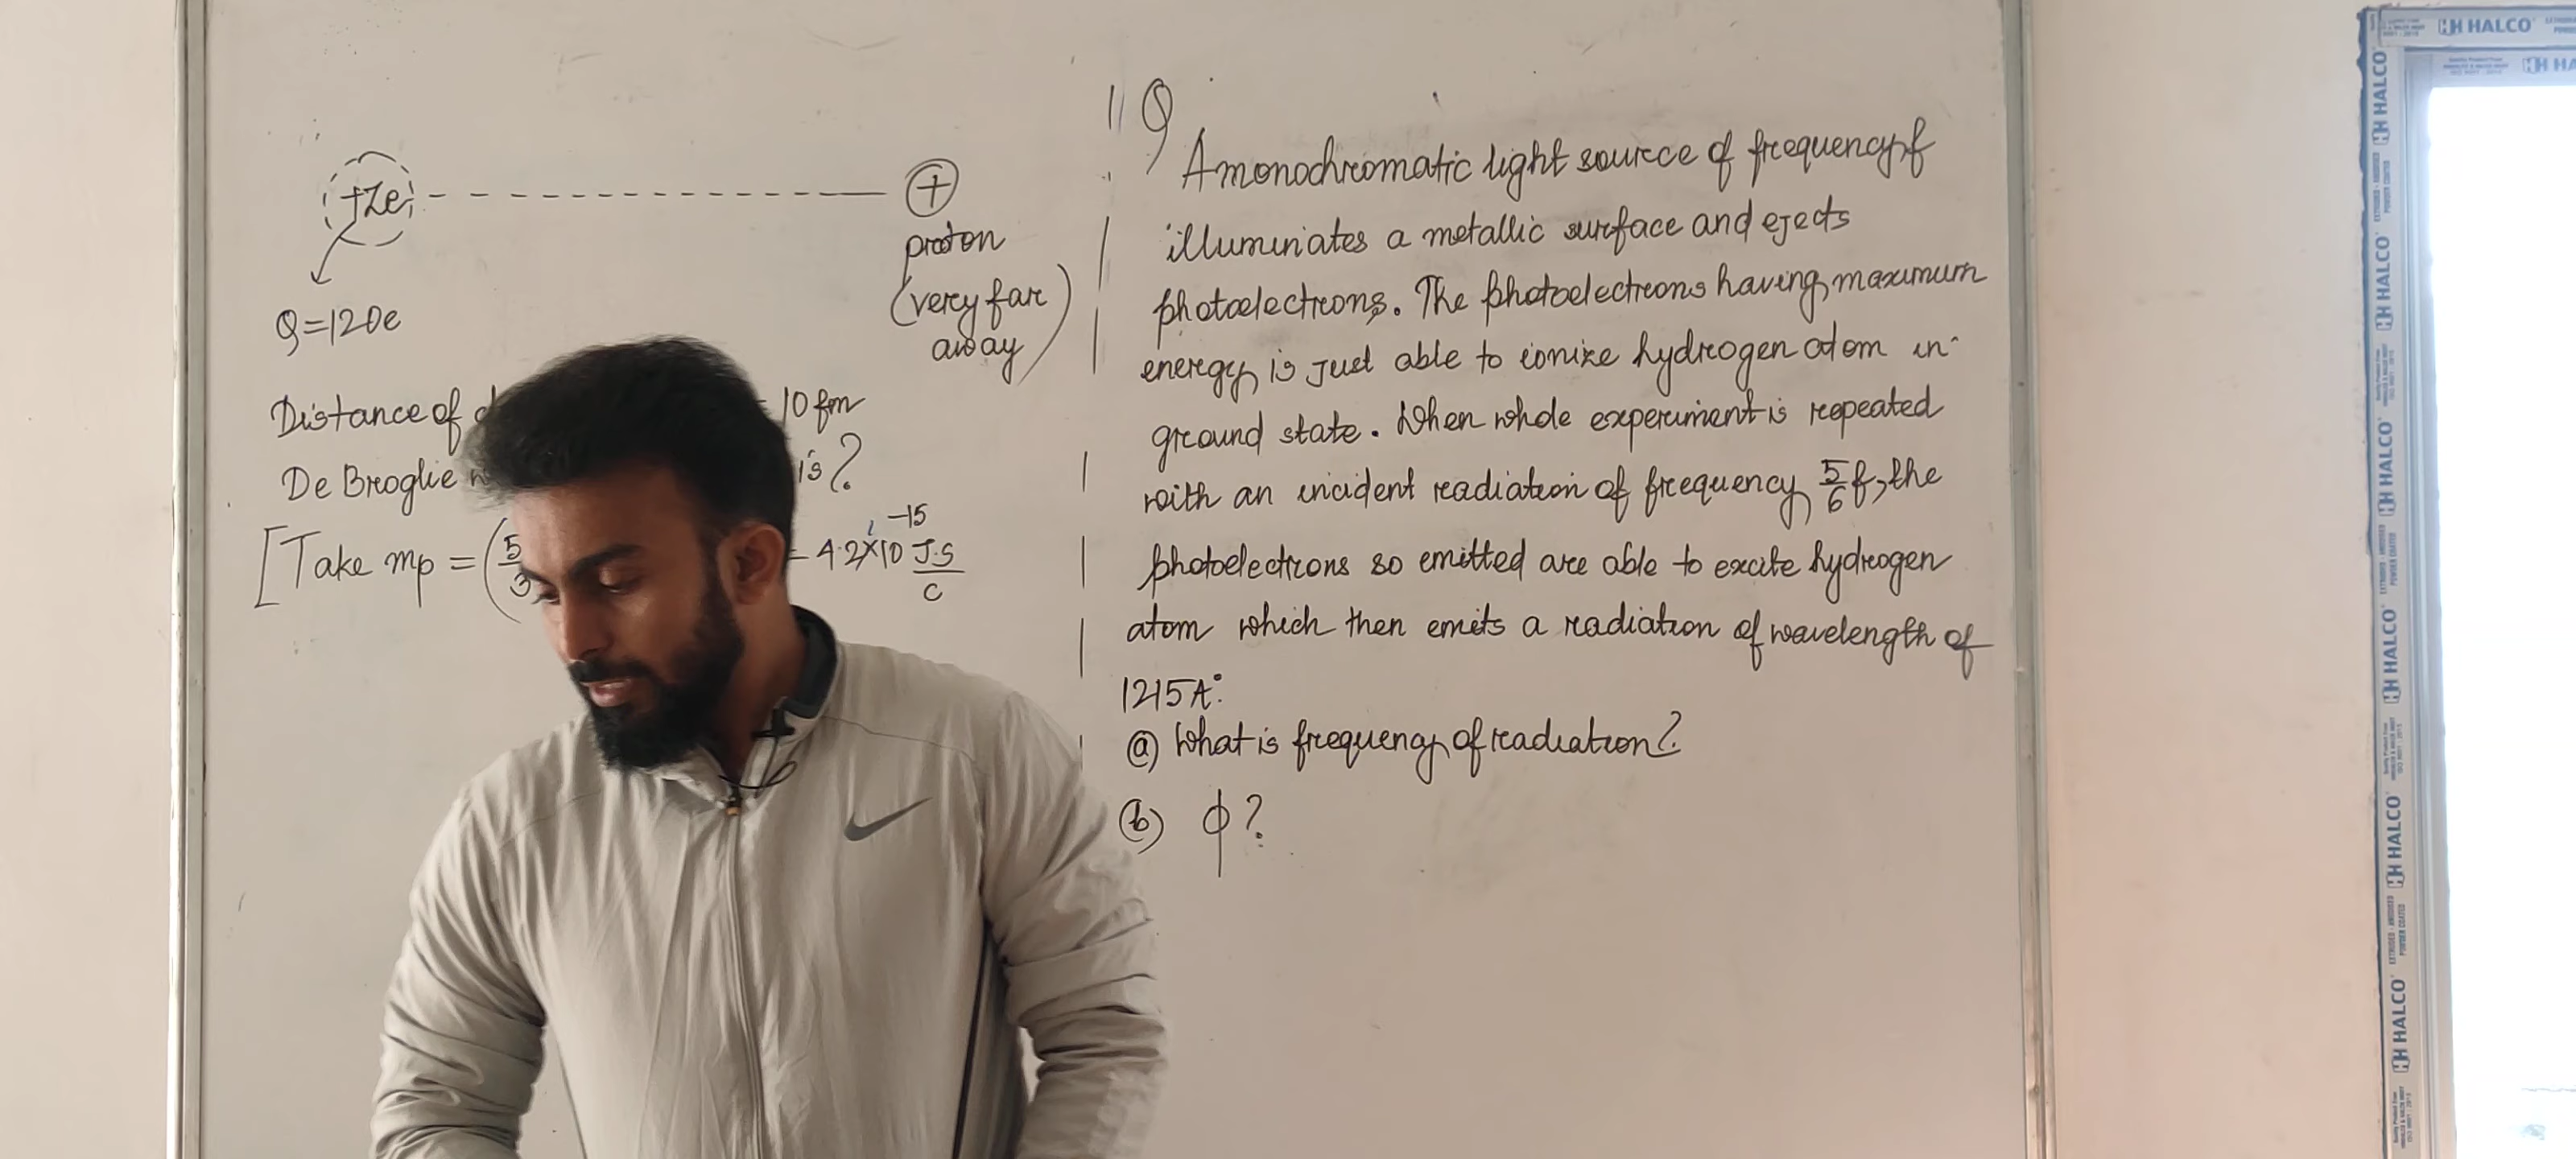 +Ze
+
proton
(very far
away)
Q=120e
Distance of
10 fm
De Broglie
is?
[Take mp = (5/3
= 4.2×10^-15 J.S/C
Q
A monochromatic light source of frequency f
illuminates a metallic surface and ejects
photoelectrons. The photoelectrons having maximum
energy is just able to ionize hydrogen atom in
ground state. When whole experiment is repeated
with an incident radiation of frequency 5/6 f, the
photoelectrons so emitted are able to excite hydrogen
atom which then emits a radiation of wavelength of
1215A°.
(a) What is frequency of radiation?
(b) ϕ?
HALCO
HALCO
HALCO
HALCO
HALCO
HALCO
HALCO
HALCO